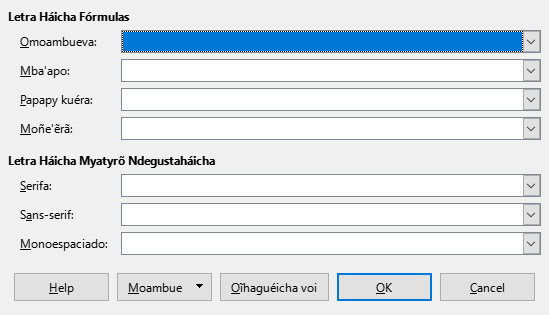 Letra Háicha Fórmulas
Omoambueva:
Mba'apo:
Papapy kuéra:
Moñe'ẽrã:
Letra Háicha Myatyrõ Ndegustaháicha
Serifa:
Sans-serif:
Monoespaciado:
Help Moambue Oĩhaguéicha voi OK Cancel